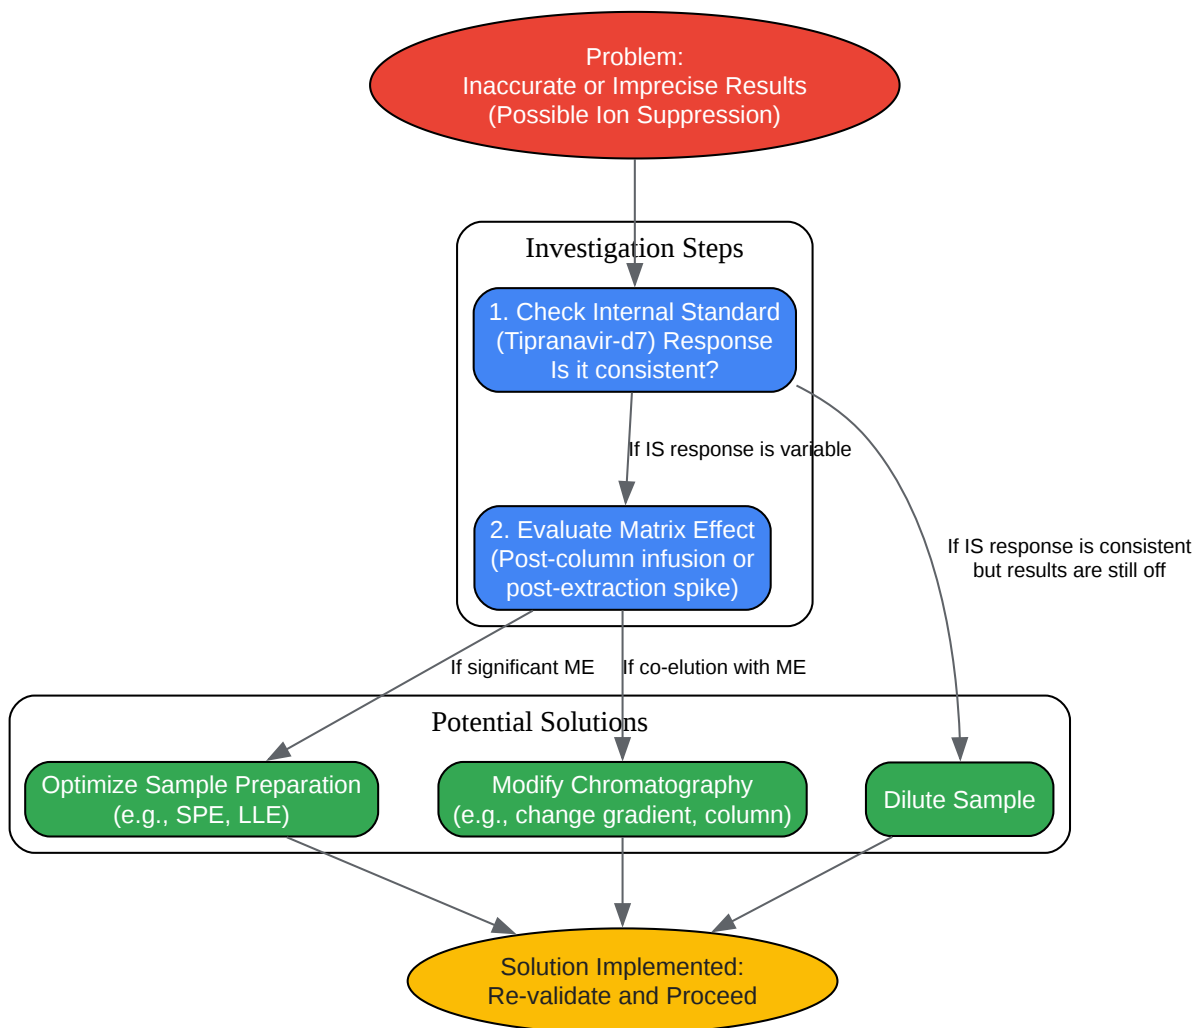 Problem:
Inaccurate or Imprecise Results
(Possible Ion Suppression)
Investigation Steps
1. Check Internal Standard
(Tipranavir-d7) Response
Is it consistent?
If IS response is variable
2. Evaluate Matrix Effect
(Post-column infusion or
post-extraction spike)
If IS response is consistent
but results are still off
If significant ME
If co-elution with ME
Potential Solutions
Optimize Sample Preparation
(e.g., SPE, LLE)
Modify Chromatography
(e.g., change gradient, column)
Dilute Sample
Solution Implemented:
Re-validate and Proceed